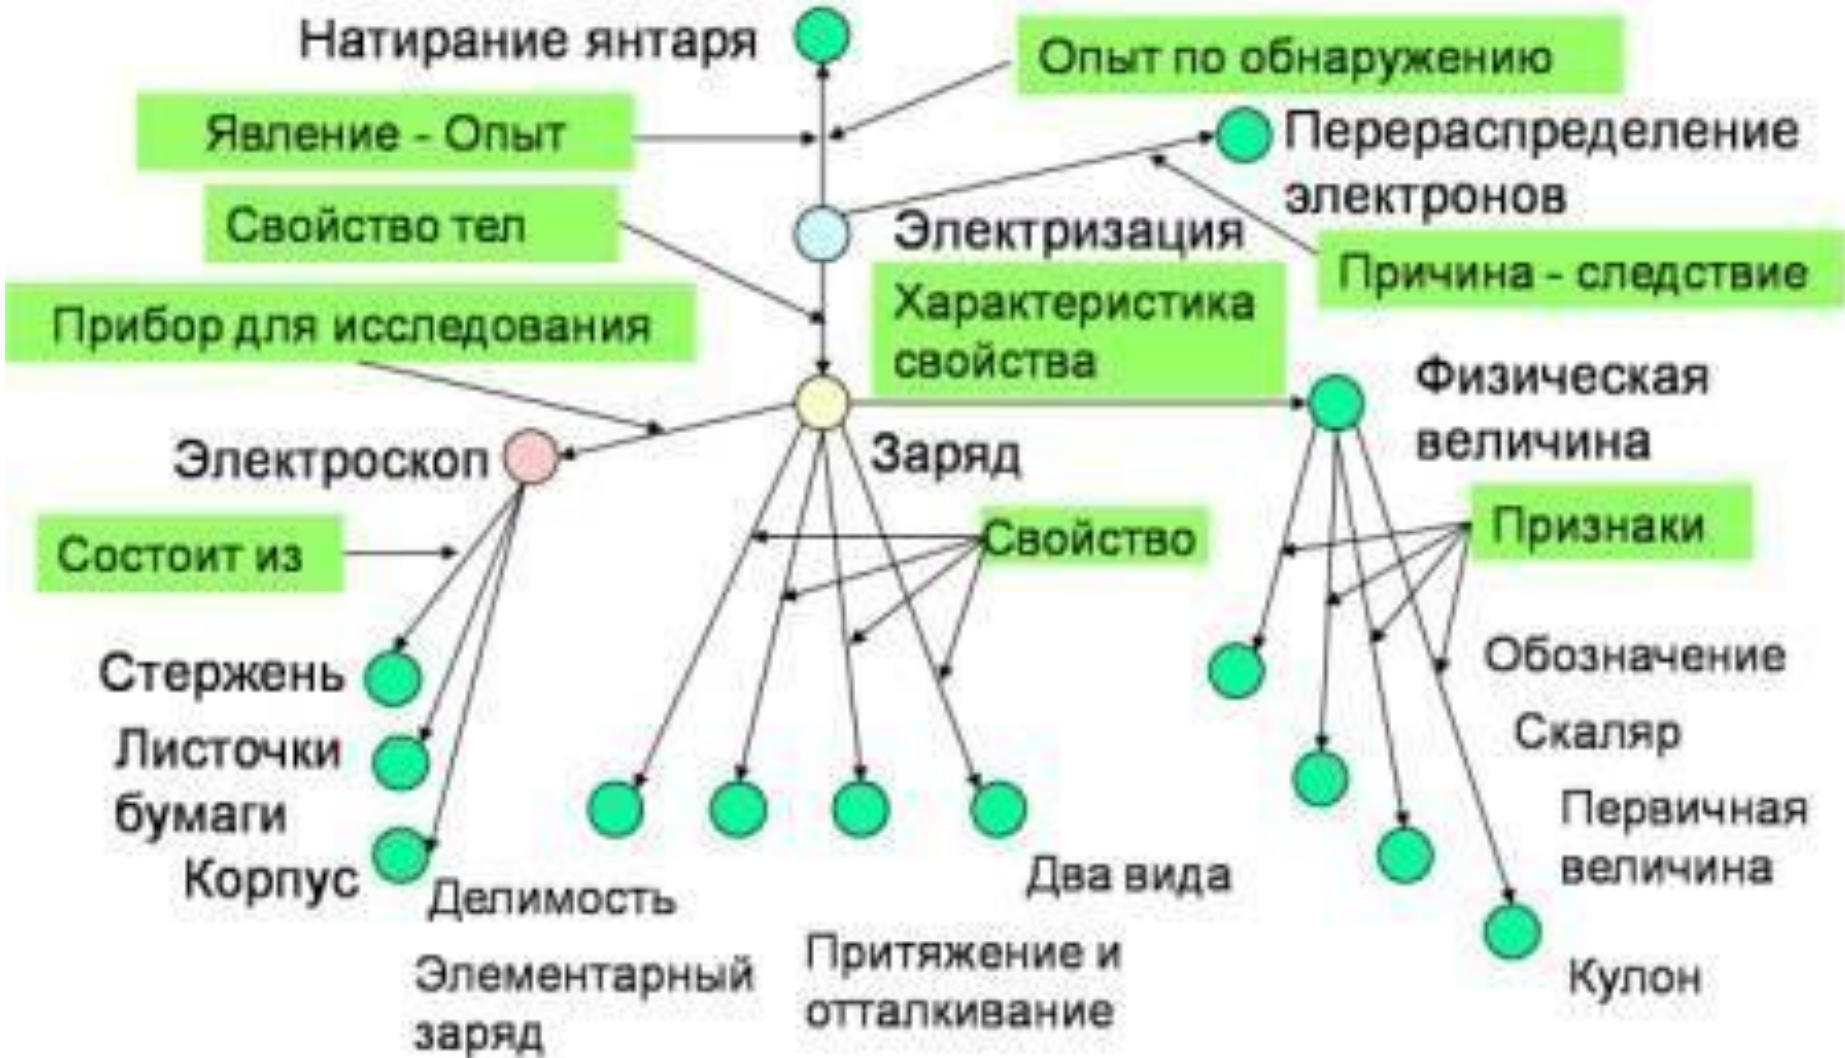 Натирание янтаря
Опыт по обнаружению
Явление - Опыт
Перераспределение
электронов
Свойство тел
Электризация
Причина - следствие
Характеристика
свойства
Прибор для исследования
Физическая
величина
Электроскоп
Заряд
Признаки
Свойство
Состоит из
Обозначение
Стержень
Скаляр
Листочки
бумаги
Первичная
величина
Корпус
Делимость
Два вида
Элементарный
заряд
Притяжение и
отталкивание
Кулон